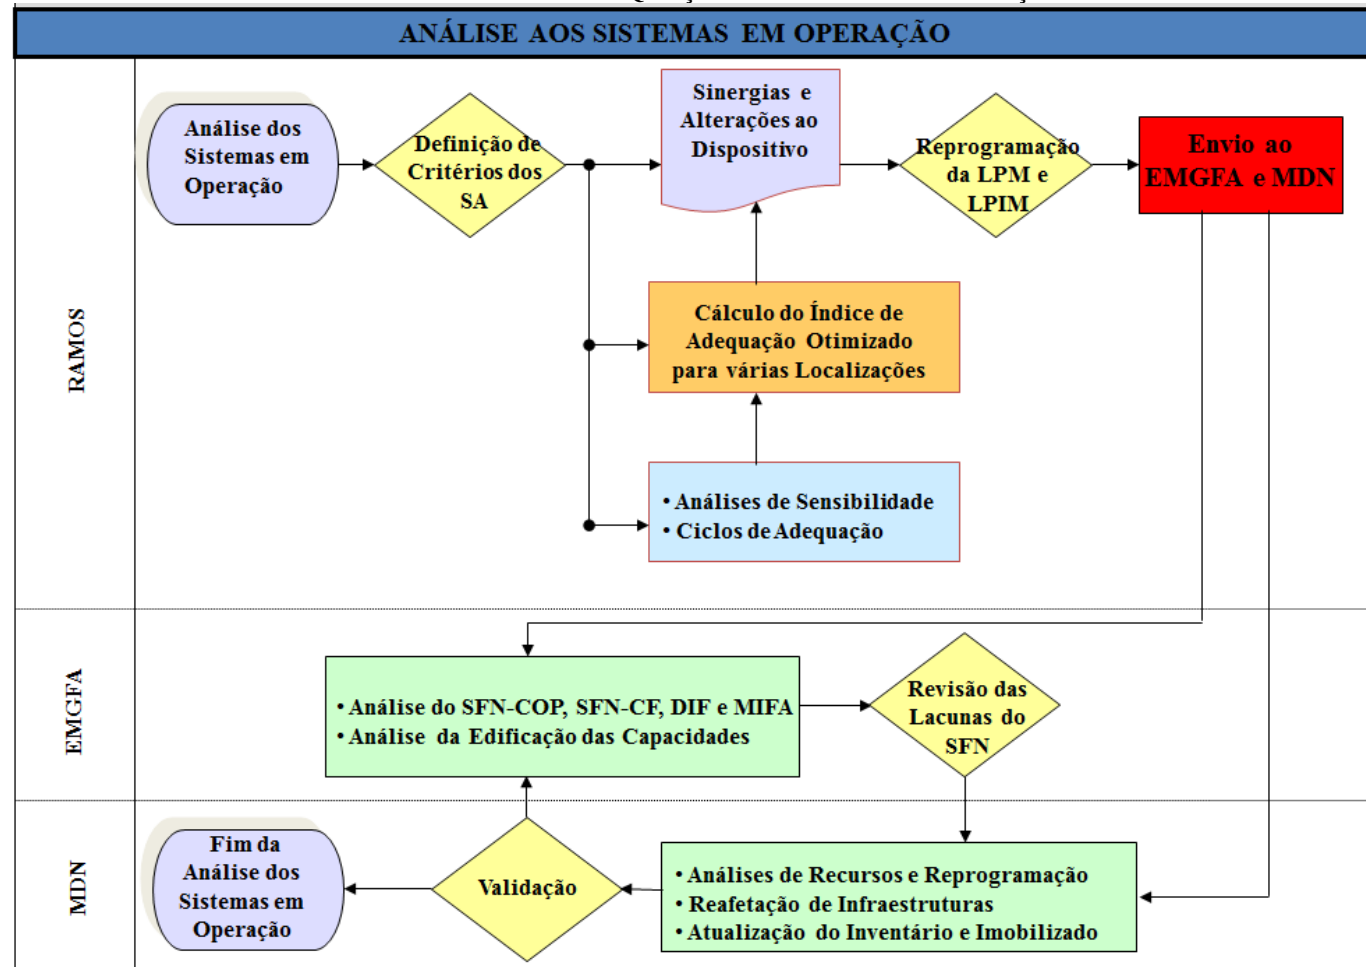 ANÁLISE AOS SISTEMAS EM OPERAÇÃO
RAMOS
Análise dos
Sistemas em
Operação
Definição de
Critérios dos
SA
Sinergias e
Alterações ao
Dispositivo
Reprogramação
da LPM e
LPIM
Envio ao
EMGFA e MDN
Cálculo do Índice de
Adequação Otimizado
para várias Localizações
• Análises de Sensibilidade
• Ciclos de Adequação
EMGFA
• Análise do SFN-COP, SFN-CF, DIF e MIFA
• Análise da Edificação das Capacidades
Revisão das
Lacunas do
SFN
MDN
Fim da
Análise dos
Sistemas em
Operação
Validação
• Análises de Recursos e Reprogramação
• Reafetação de Infraestruturas
• Atualização do Inventário e Imobilizado